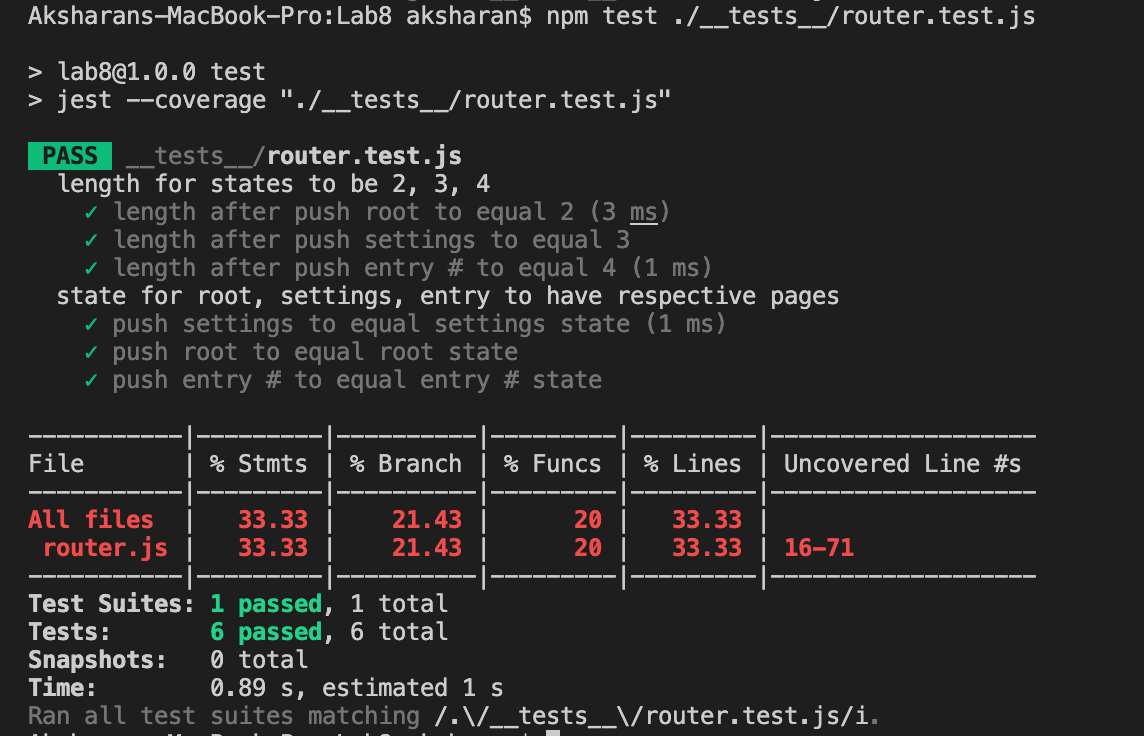 Aksharans-MacBook-Pro:Lab8 aksharan$ npm test ./__tests__/router.test.js
> lab8@1.0.0 test
> jest --coverage "./__tests__/router.test.js"
PASS __tests__/router.test.js
length for states to be 2, 3, 4
✓ length after push root to equal 2 (3 ms)
✓ length after push settings to equal 3
✓ length after push entry # to equal 4 (1 ms)
state for root, settings, entry to have respective pages
✓ push settings to equal settings state (1 ms)
✓ push root to equal root state
✓ push entry # to equal entry # state
-----------|---------|----------|---------|---------|-------------------
File       | % Stmts | % Branch | % Funcs | % Lines | Uncovered Line #s
-----------|---------|----------|---------|---------|-------------------
All files  |   33.33 |    21.43 |      20 |   33.33 |
 router.js |   33.33 |    21.43 |      20 |   33.33 | 16-71
-----------|---------|----------|---------|---------|-------------------
Test Suites: 1 passed, 1 total
Tests:       6 passed, 6 total
Snapshots:   0 total
Time:        0.89 s, estimated 1 s
Ran all test suites matching /.\/__tests__\/router.test.js/i.